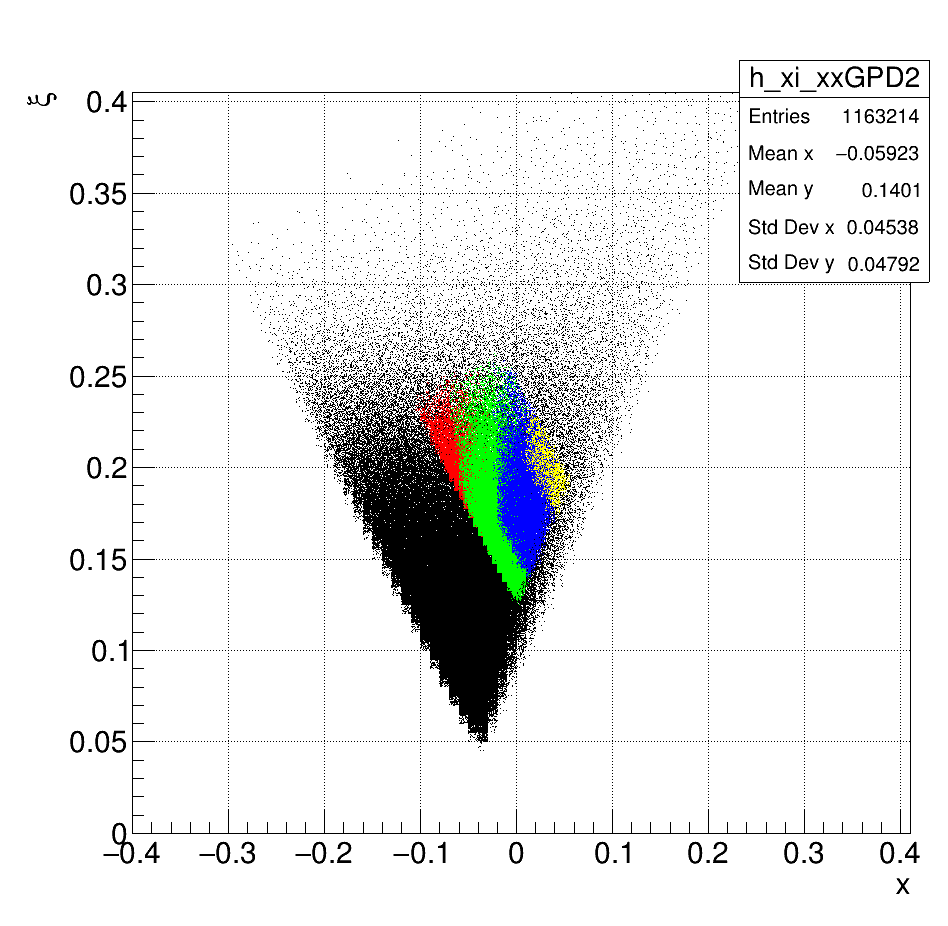 h_xi_xxGPD2
Entries 1163214
Mean x −0.05923
Mean y 0.1401
Std Dev x 0.04538
Std Dev y 0.04792
ξ
0.4
0.35
0.3
0.25
0.2
0.15
0.1
0.05
0
−0.4 −0.3 −0.2 −0.1 0 0.1 0.2 0.3 0.4
x